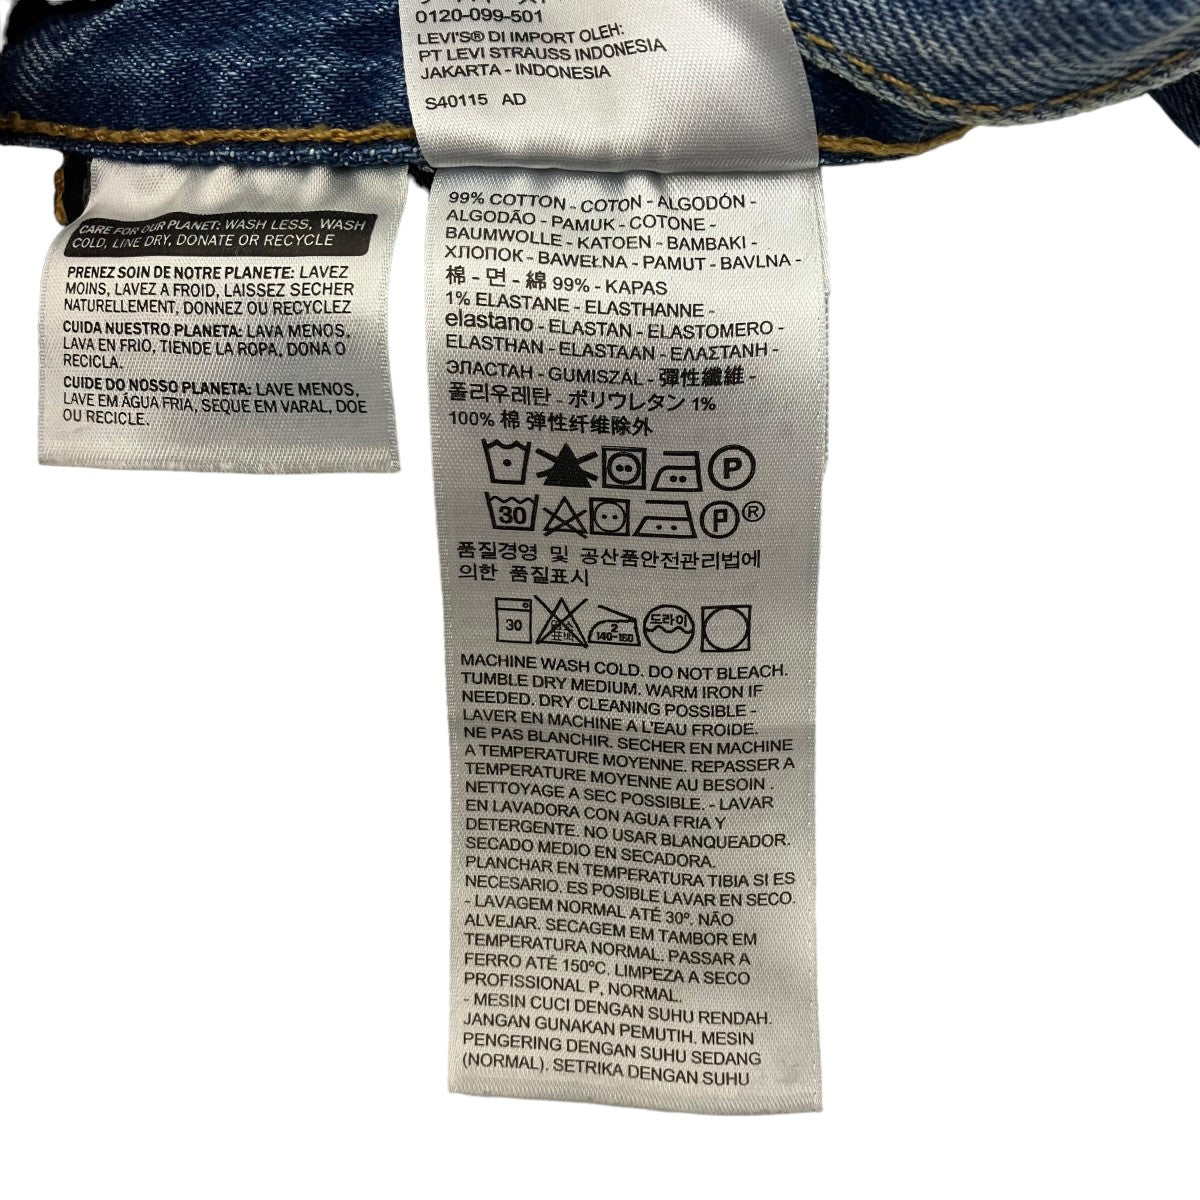 0120-099-501
LEVI'S® DI IMPORT OLEH:
PT LEVI STRAUSS INDONESIA
JAKARTA - INDONESIA
S40115 AD
CARE FOR OUR PLANET: WASH LESS, WASH
COLD, LINE DRY, DONATE OR RECYCLE
PRENEZ SOIN DE NOTRE PLANETE: LAVEZ
MOINS, LAVEZ A FROID, LAISSEZ SECHER
NATURELLEMENT, DONNEZ OU RECYCLEZ
CUIDA NUESTRO PLANETA: LAVA MENOS,
LAVA EN FRIO, TIENDE LA ROPA, DONA O
RECICLA.
CUIDE DO NOSSO PLANETA: LAVE MENOS,
LAVE EM ÁGUA FRIA, SEQUE EM VARAL, DOE
OU RECICLE.
99% COTTON - COTON - ALGODÓN -
ALGODÃO - PAMUK - COTONE -
BAUMWOLLE - KATOEN - BAMBAKI -
ХЛОПОК - BAWEŁNA - PAMUT - BAVLNA -
棉 - 면 - 綿 99% - KAPAS
1% ELASTANE - ELASTHANNE -
elastano - ELASTAN - ELASTOMERO -
ELASTHAN - ELASTAAN - ΕΛΑΣΤΑΝΗ -
ЭЛАСТАН - GUMISZÁL - 彈性纖維 -
폴리우레탄 - ポリウレタン 1%
100% 棉 弹性纤维除外
P
30 P ®
품질경영 및 공산품안전관리법에
의한 품질표시
30 염소 표백 2 140~160 드라이
MACHINE WASH COLD. DO NOT BLEACH.
TUMBLE DRY MEDIUM. WARM IRON IF
NEEDED. DRY CLEANING POSSIBLE -
LAVER EN MACHINE A L'EAU FROIDE.
NE PAS BLANCHIR. SECHER EN MACHINE
A TEMPERATURE MOYENNE. REPASSER A
TEMPERATURE MOYENNE AU BESOIN .
NETTOYAGE A SEC POSSIBLE. - LAVAR
EN LAVADORA CON AGUA FRIA Y
DETERGENTE. NO USAR BLANQUEADOR.
SECADO MEDIO EN SECADORA.
PLANCHAR EN TEMPERATURA TIBIA SI ES
NECESARIO. ES POSIBLE LAVAR EN SECO.
- LAVAGEM NORMAL ATÉ 30º. NÃO
ALVEJAR. SECAGEM EM TAMBOR EM
TEMPERATURA NORMAL. PASSAR A
FERRO ATÉ 150ºC. LIMPEZA A SECO
PROFISSIONAL P, NORMAL.
- MESIN CUCI DENGAN SUHU RENDAH.
JANGAN GUNAKAN PEMUTIH. MESIN
PENGERING DENGAN SUHU SEDANG
(NORMAL). SETRIKA DENGAN SUHU